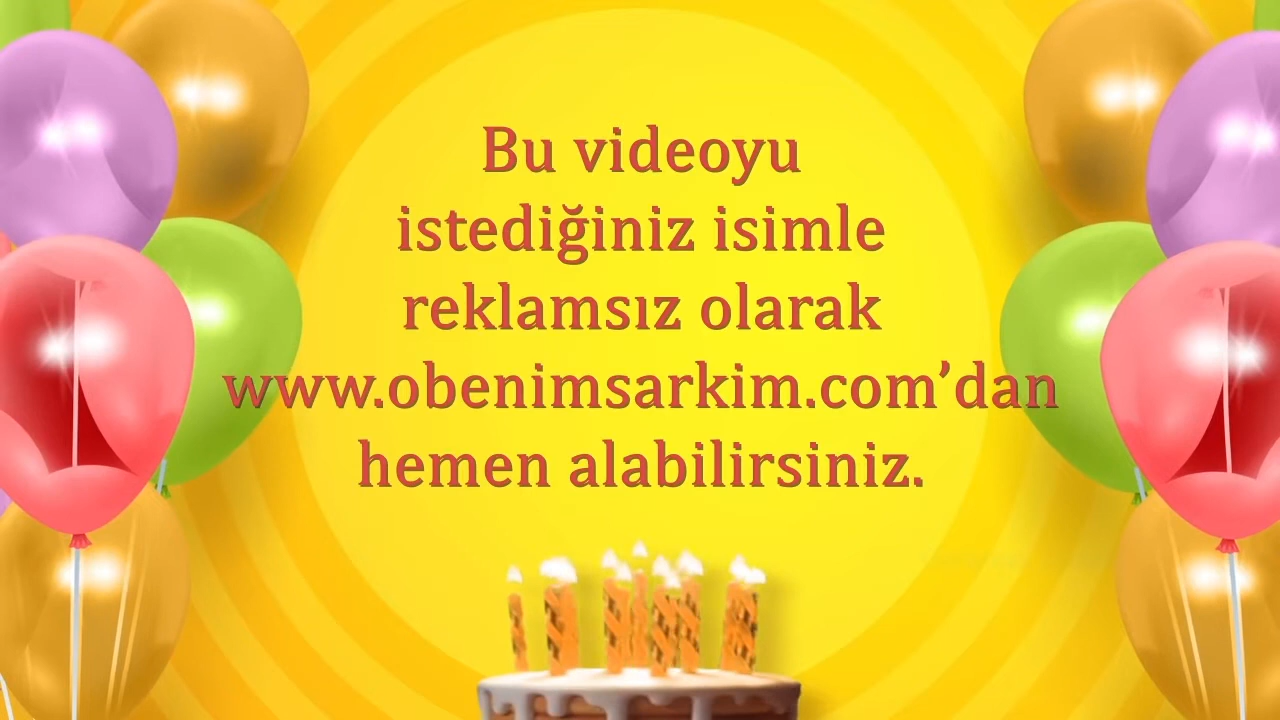 Bu videoyu
istediğiniz isimle
reklamsız olarak
www.obenimsarkim.com’dan
hemen alabilirsiniz.